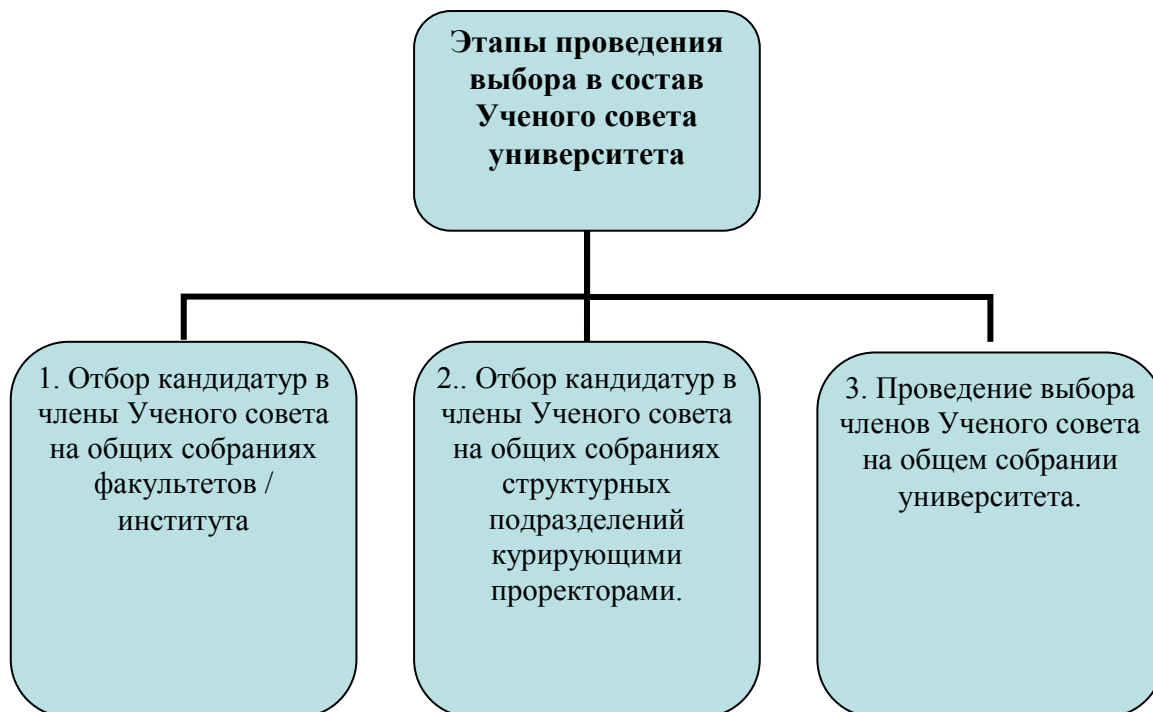 Этапы проведения
выбора в состав
Ученого совета
университета
1. Отбор кандидатур в
члены Ученого совета
на общих собраниях
факультетов /
института
2.. Отбор кандидатур в
члены Ученого совета
на общих собраниях
структурных
подразделений
курирующими
проректорами.
3. Проведение выбора
членов Ученого совета
на общем собрании
университета.